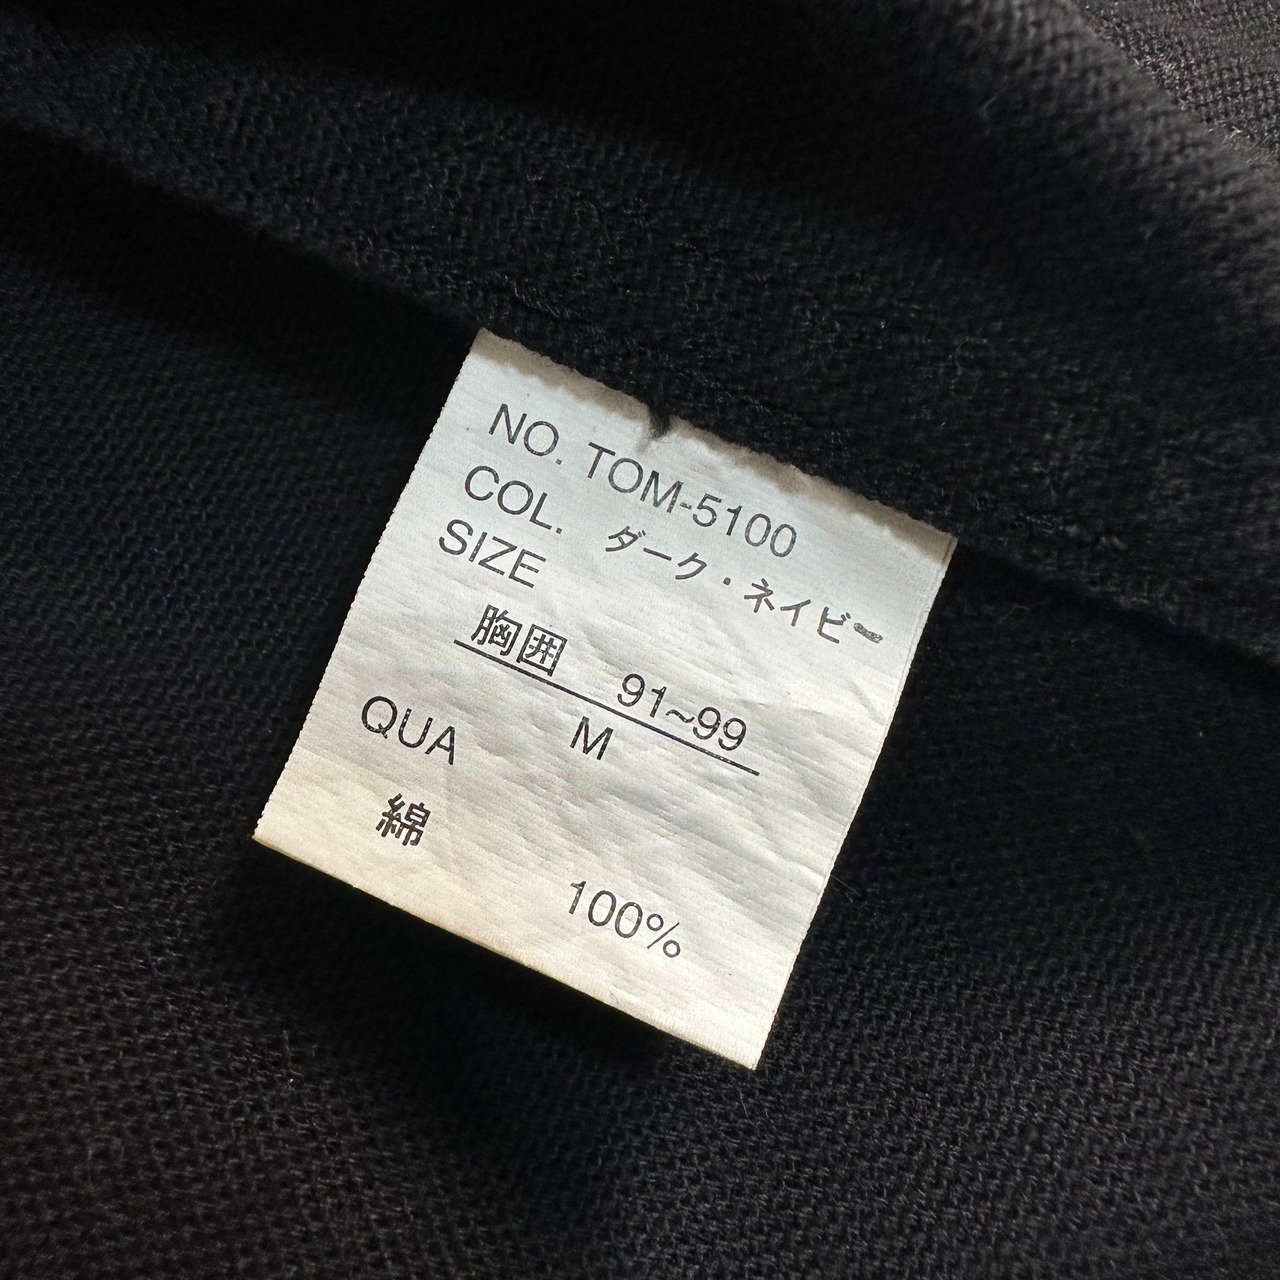 NO. TOM-5100
COL. ダーク・ネイビー
SIZE
胸囲 91~99
M
QUA
綿 100%